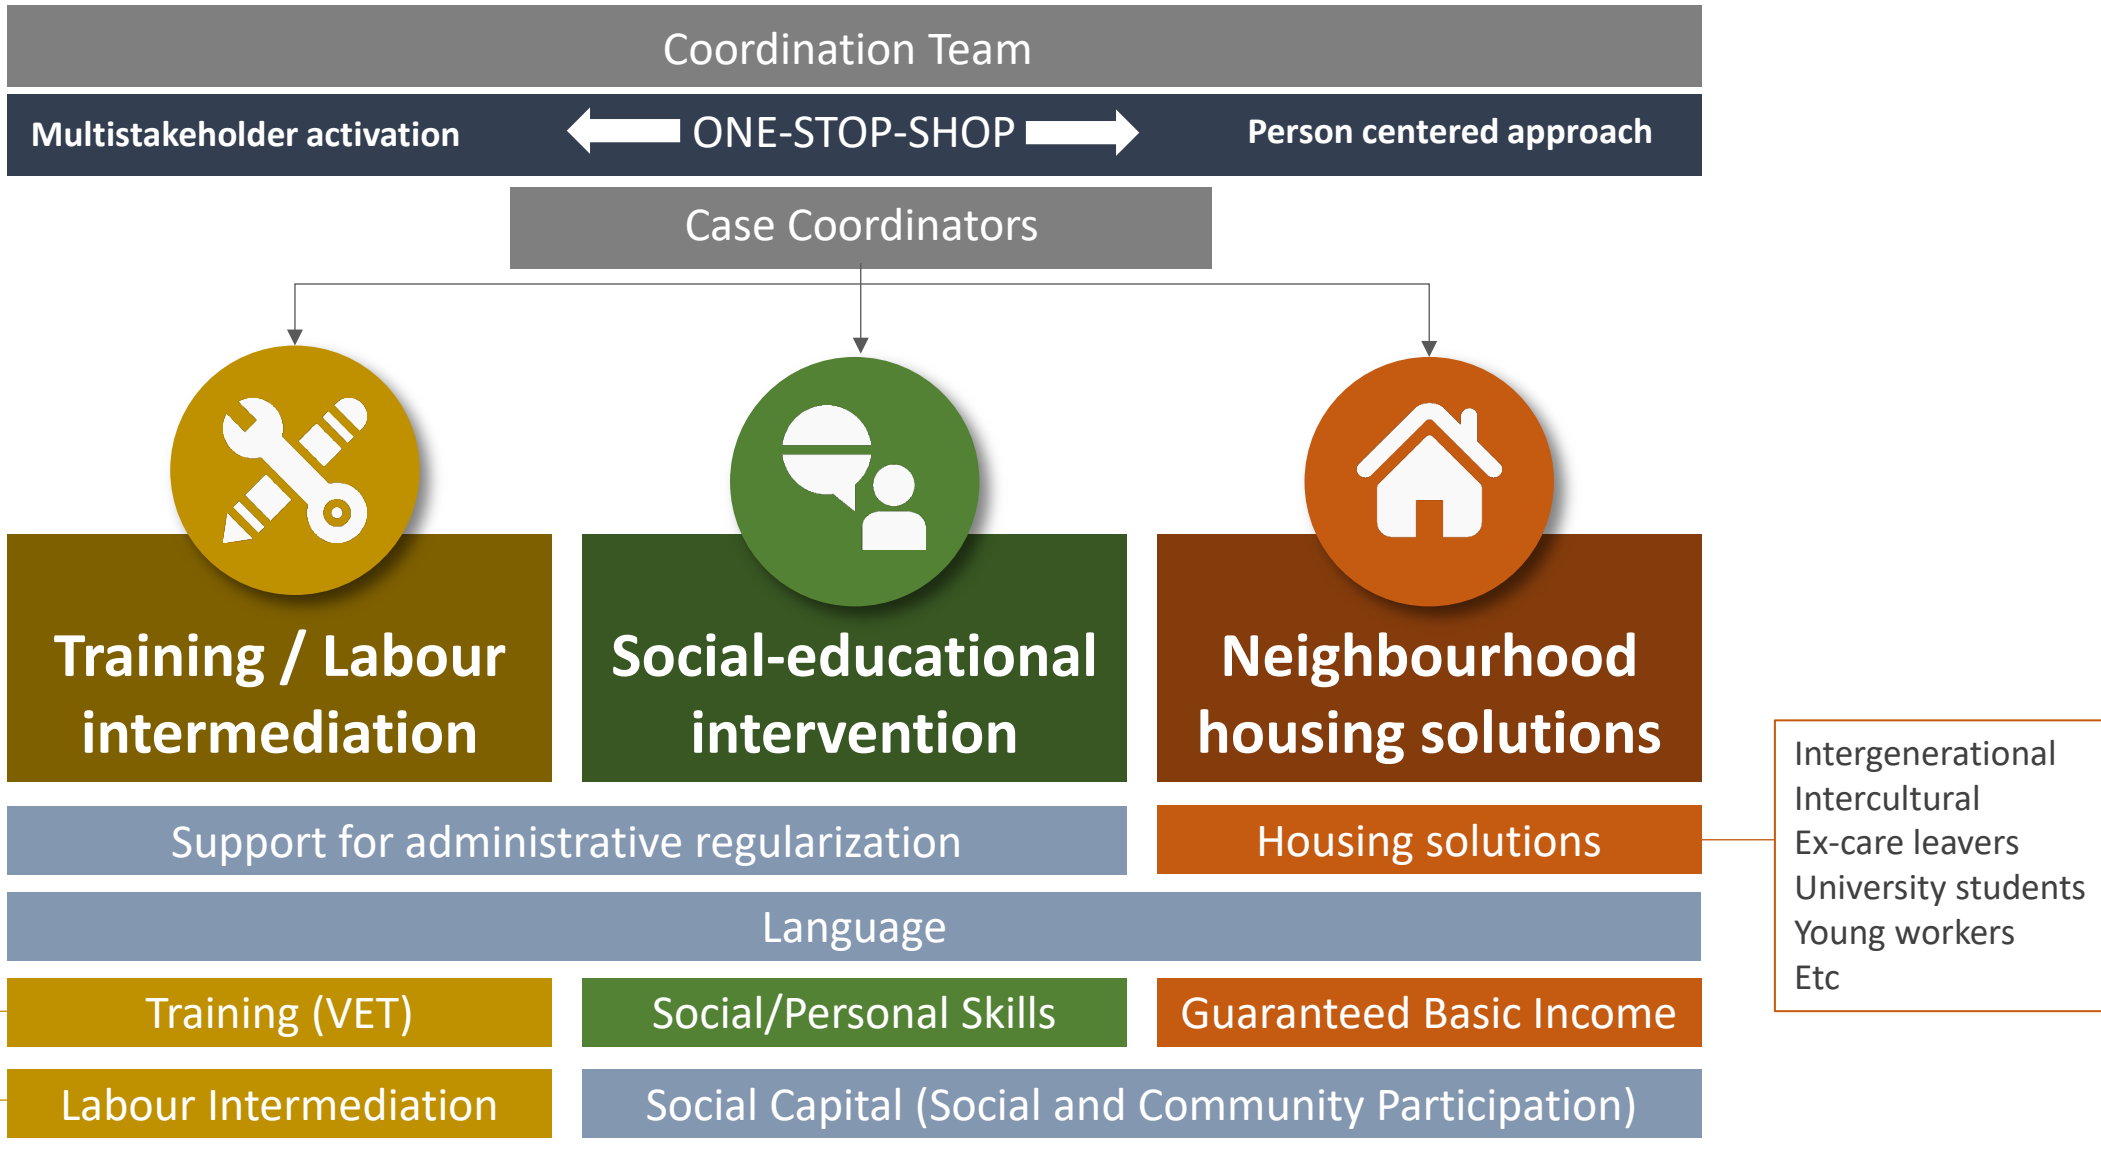 Coordination Team
Multistakeholder activation
ONE-STOP-SHOP
Person centered approach
Case Coordinators
Training / Labour
intermediation
Social-educational
intervention
Neighbourhood
housing solutions
Support for administrative regularization
Housing solutions
Intergenerational
Intercultural
Ex-care leavers
University students
Young workers
Etc
Language
Training (VET)
Social/Personal Skills
Guaranteed Basic Income
Labour Intermediation
Social Capital (Social and Community Participation)